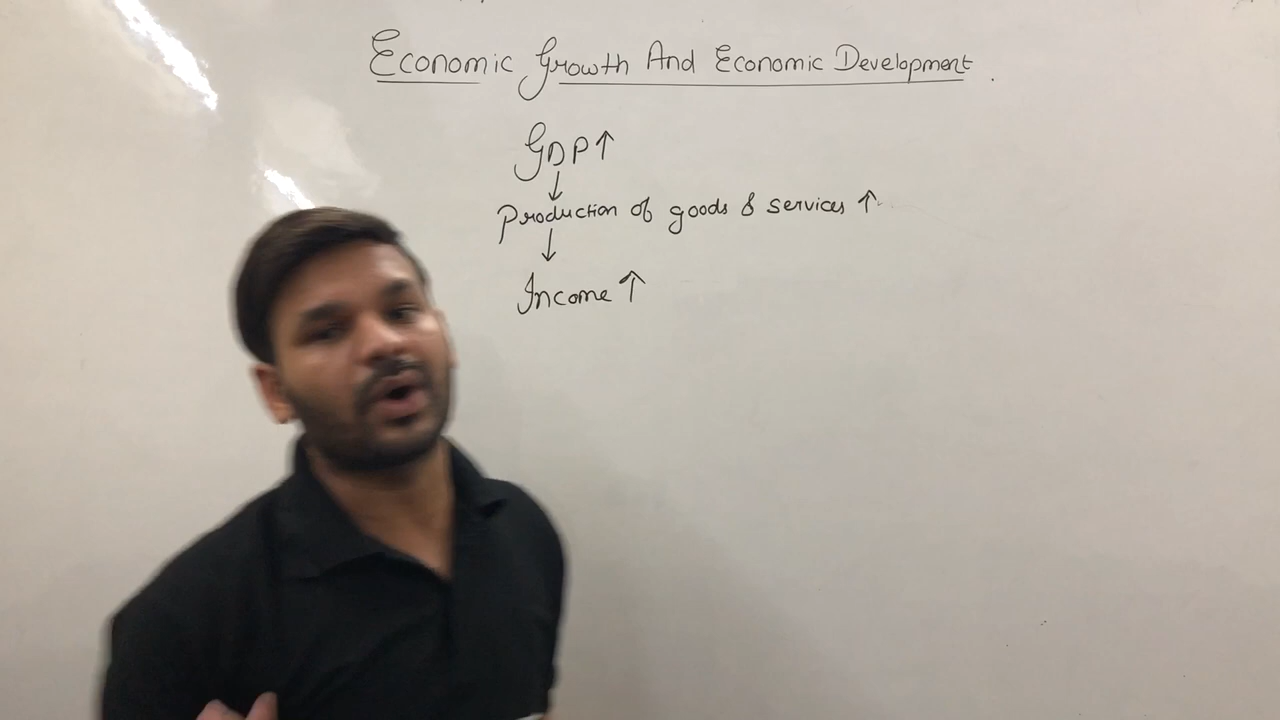 Economic Growth And Economic Development.
GDP↑
↓
Production of goods & services ↑
↓
Income ↑